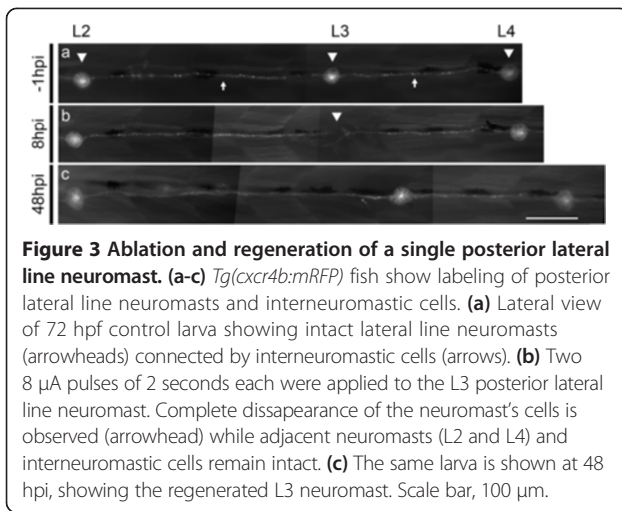 L2 L3 L4
-1hpi
a
8hpi
b
48hpi
c
Figure 3 Ablation and regeneration of a single posterior lateral
line neuromast. (a-c) Tg(cxcr4b:mRFP) fish show labeling of posterior
lateral line neuromasts and interneuromastic cells. (a) Lateral view
of 72 hpf control larva showing intact lateral line neuromasts
(arrowheads) connected by interneuromastic cells (arrows). (b) Two
8 μA pulses of 2 seconds each were applied to the L3 posterior lateral
line neuromast. Complete dissapearance of the neuromast's cells is
observed (arrowhead) while adjacent neuromasts (L2 and L4) and
interneuromastic cells remain intact. (c) The same larva is shown at 48
hpi, showing the regenerated L3 neuromast. Scale bar, 100 μm.